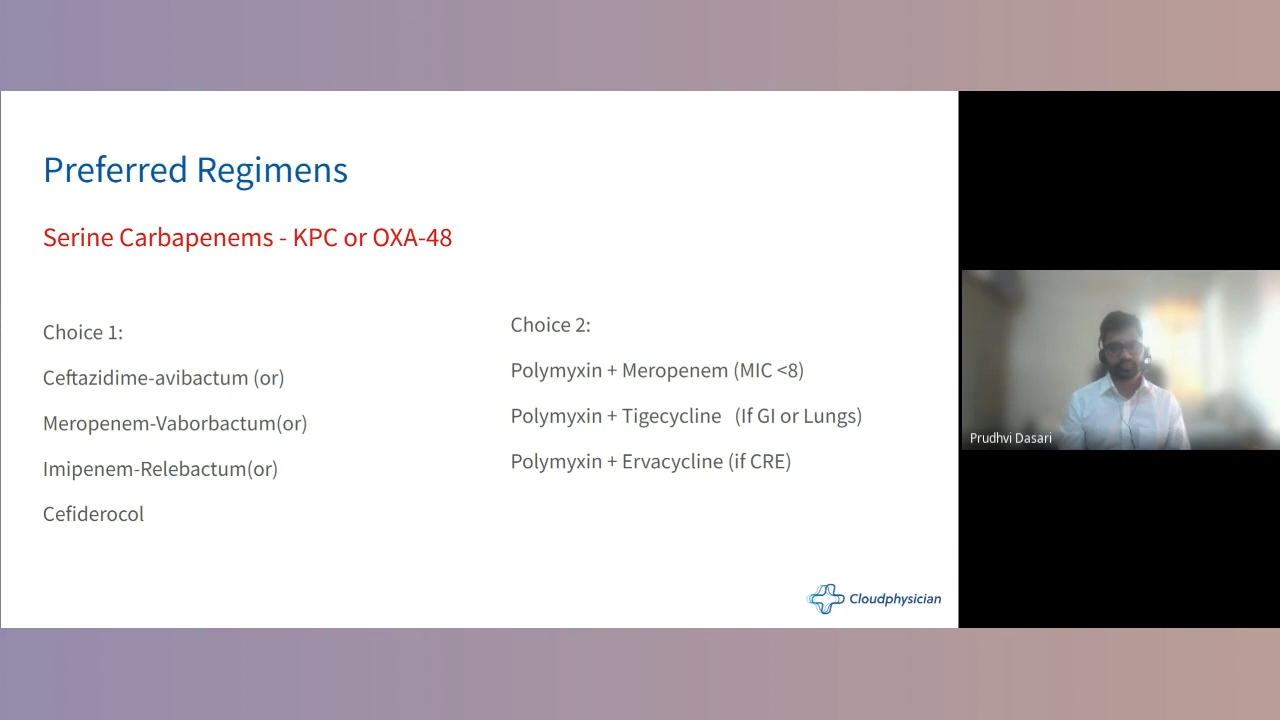 Preferred Regimens
Serine Carbapenems - KPC or OXA-48
Choice 1:
Ceftazidime-avibactum (or)
Meropenem-Vaborbactum(or)
Imipenem-Relebactum(or)
Cefiderocol
Choice 2:
Polymyxin + Meropenem (MIC <8)
Polymyxin + Tigecycline (If GI or Lungs)
Polymyxin + Ervacycline (if CRE)
Cloudphysician
Prudhvi Dasari